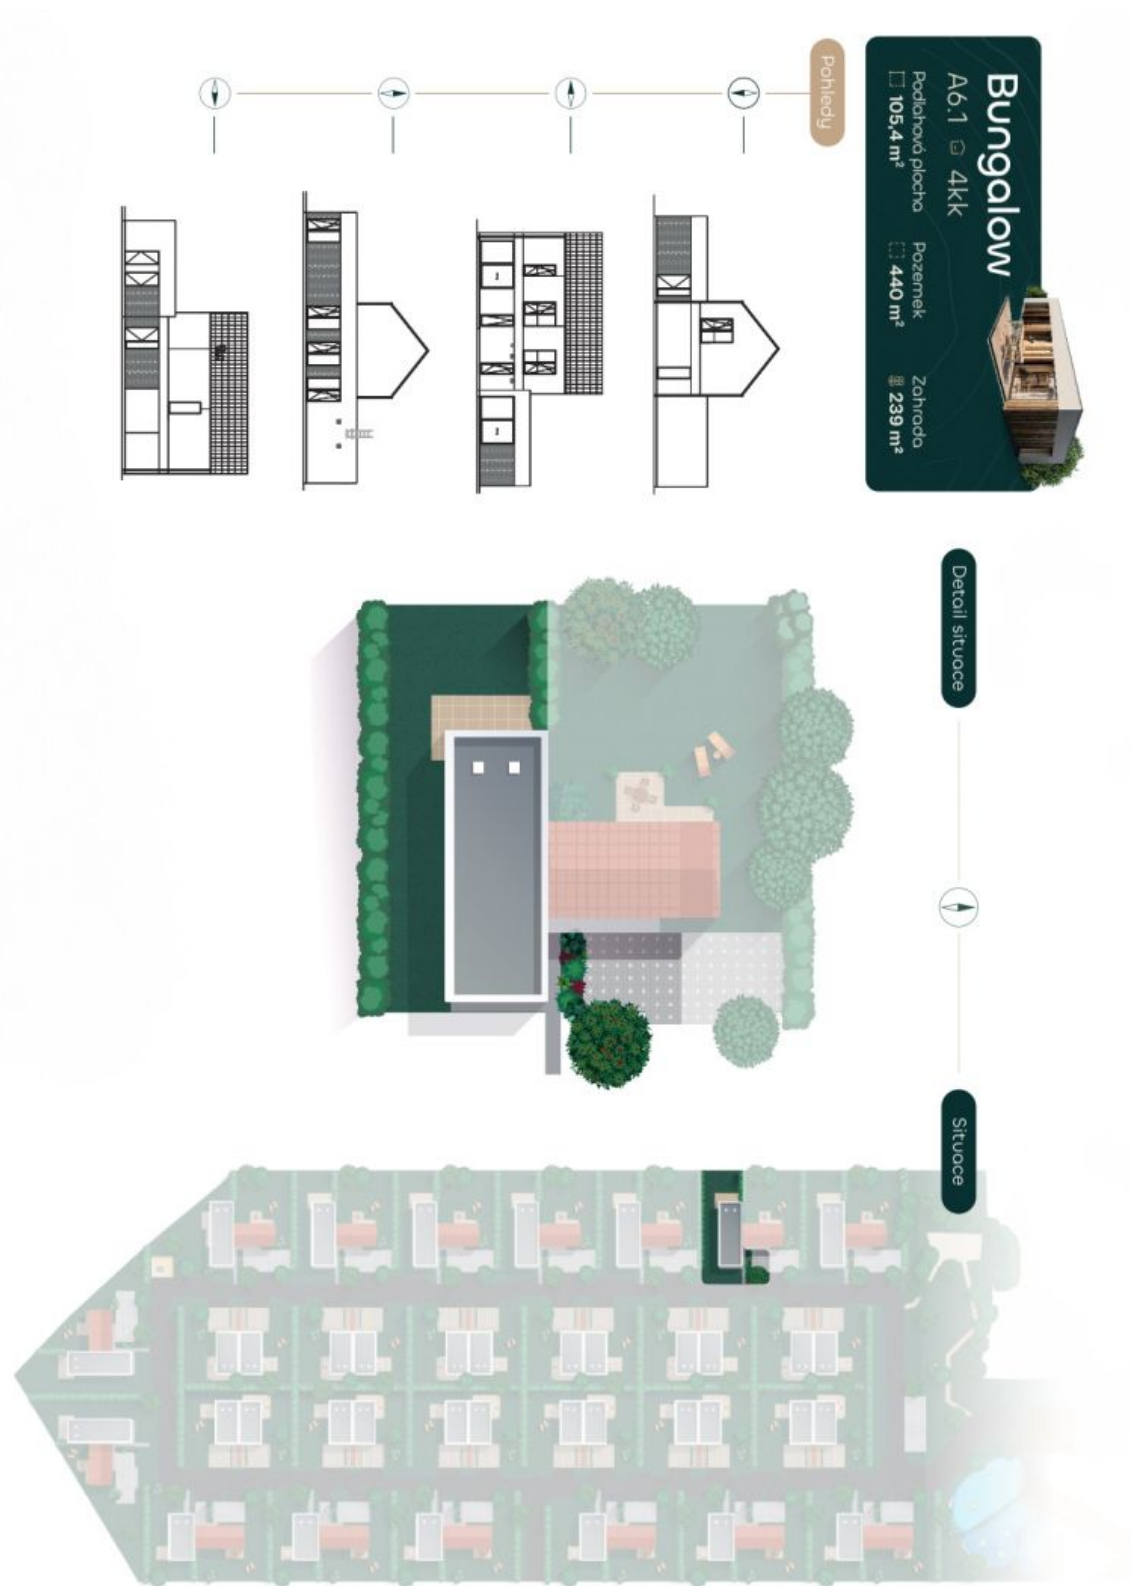 Bungalow
A6.1 4kk
Podlahová plocha
105,4 m²
Pozemek
440 m²
Zahrada
239 m²
Pohledy
Detail situace
Situace